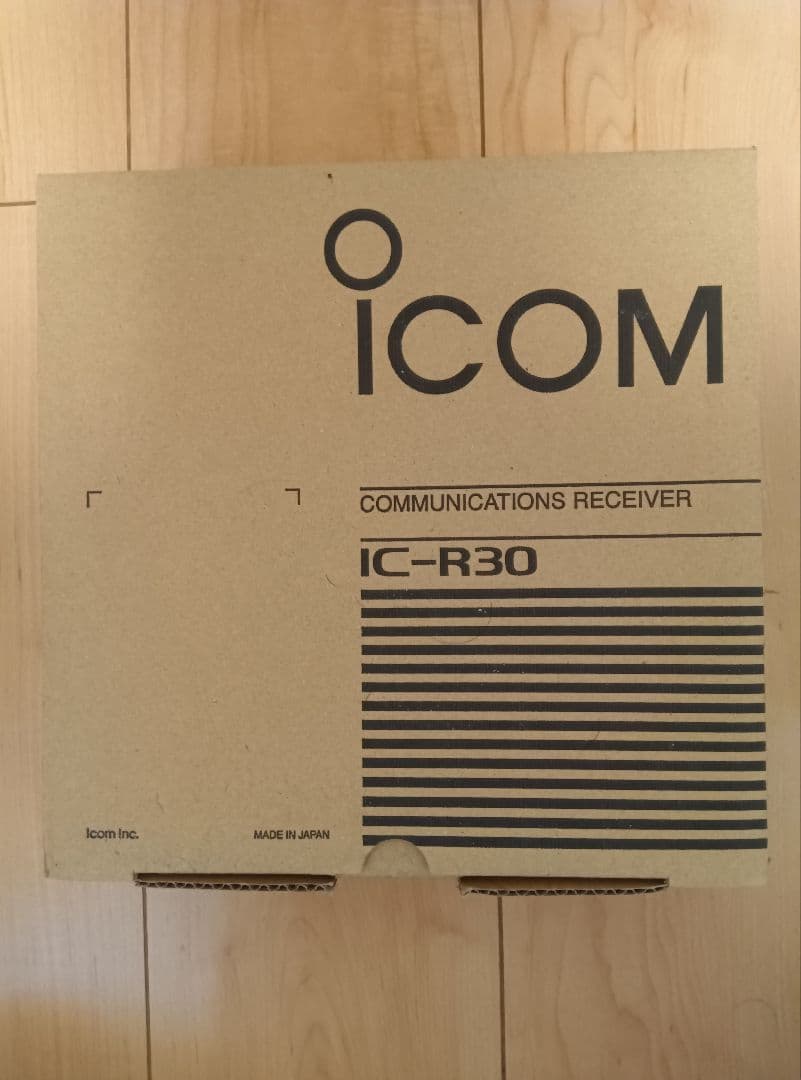 ICOM
COMMUNICATIONS RECEIVER
IC-R30
Icom Inc.
MADE IN JAPAN